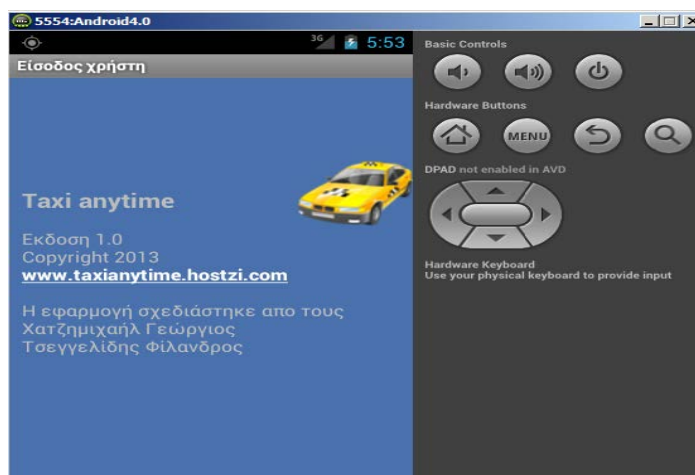 5554:Android4.0
3G 5:53
Είσοδος χρήστη
Taxi anytime
Εκδοση 1.0
Copyright 2013
www.taxianytime.hostzi.com
Η εφαρμογή σχεδιάστηκε απο τους
Χατζημιχαήλ Γεώργιος
Τσεγγελίδης Φίλανδρος
Basic Controls
Hardware Buttons
MENU
DPAD not enabled in AVD
Hardware Keyboard
Use your physical keyboard to provide input